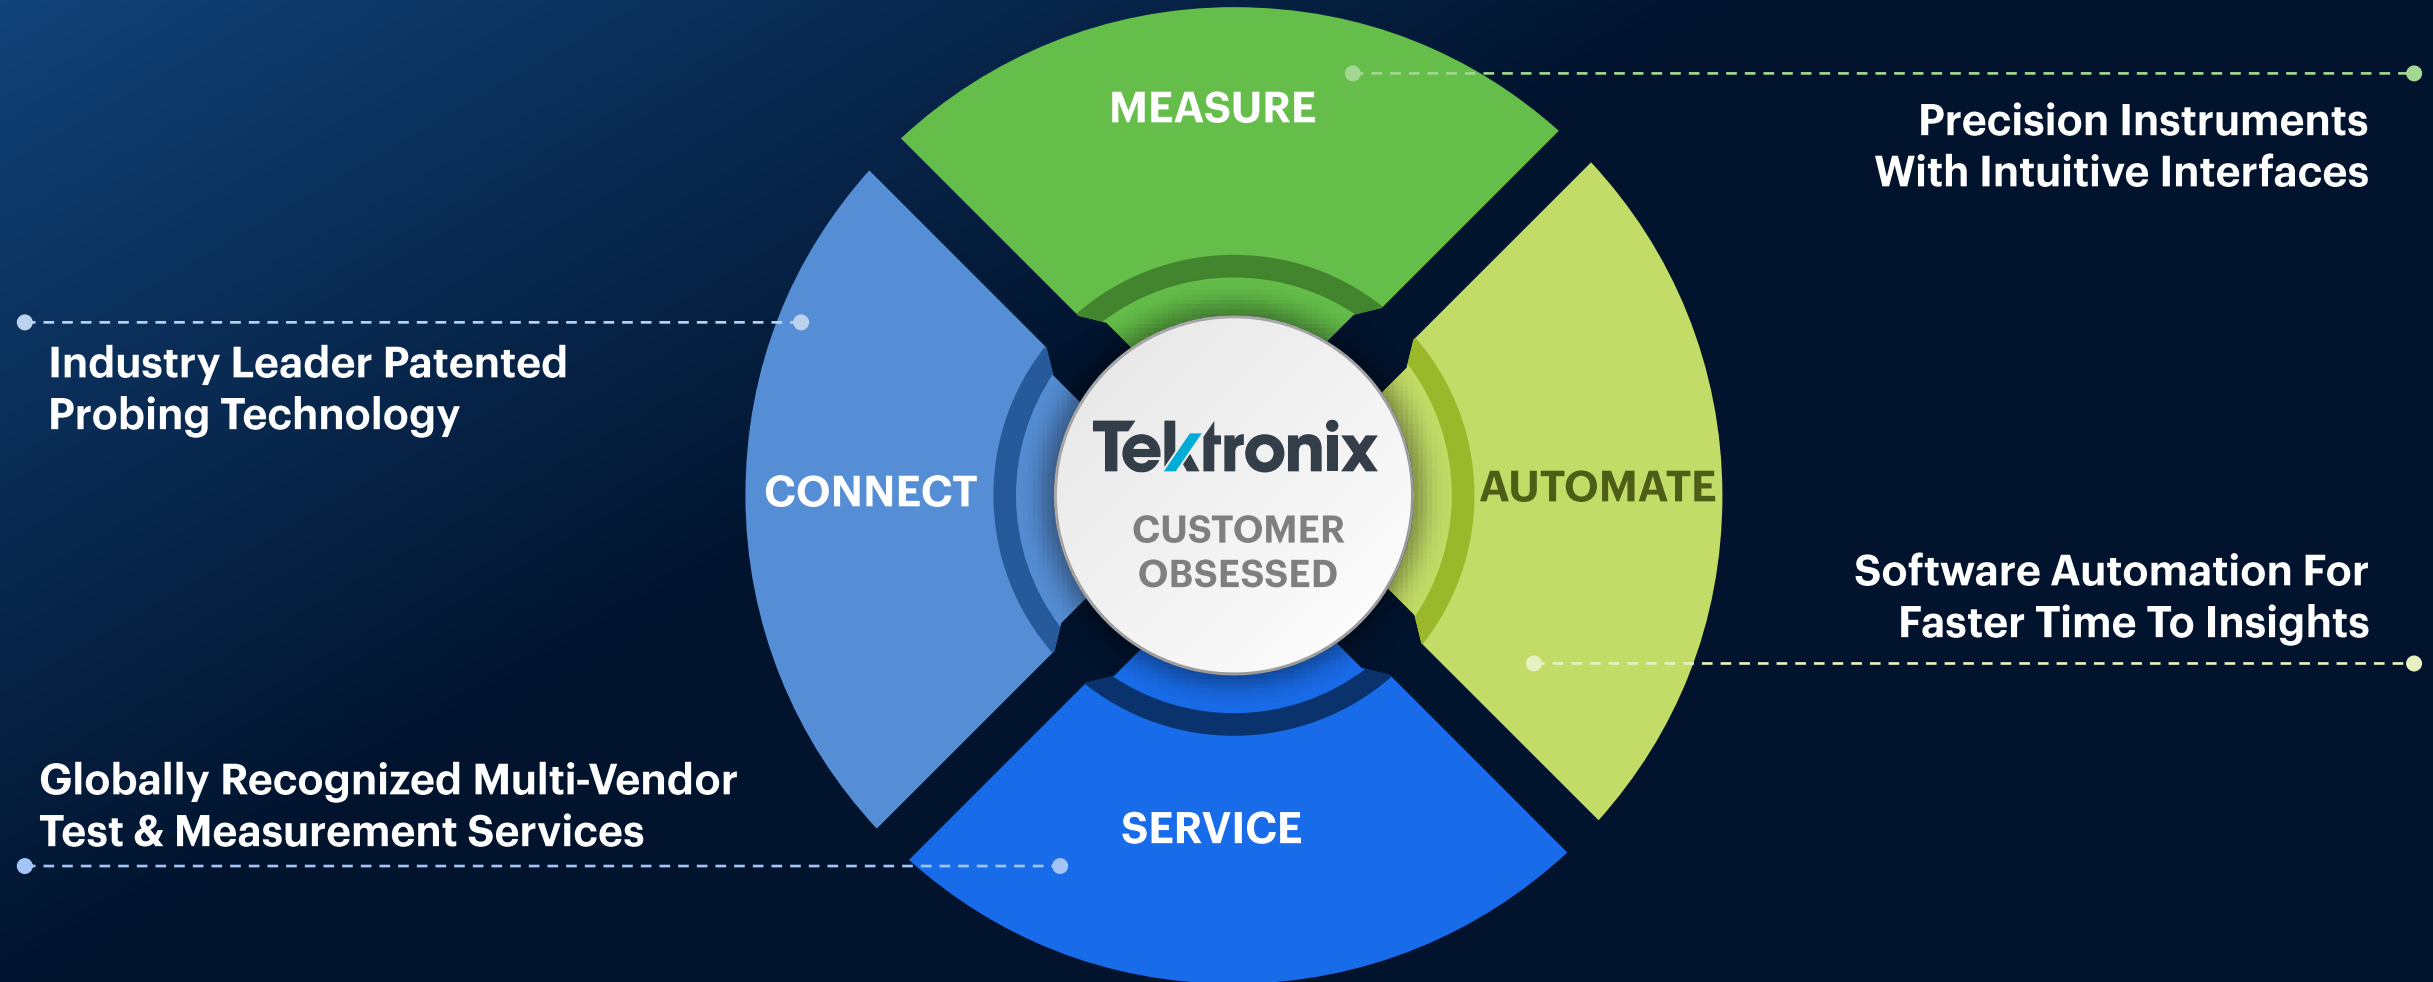 MEASURE
Precision Instruments
With Intuitive Interfaces
Industry Leader Patented
Probing Technology
CONNECT
Tektronix
CUSTOMER
OBSESSED
AUTOMATE
Software Automation For
Faster Time To Insights
Globally Recognized Multi-Vendor
Test & Measurement Services
SERVICE